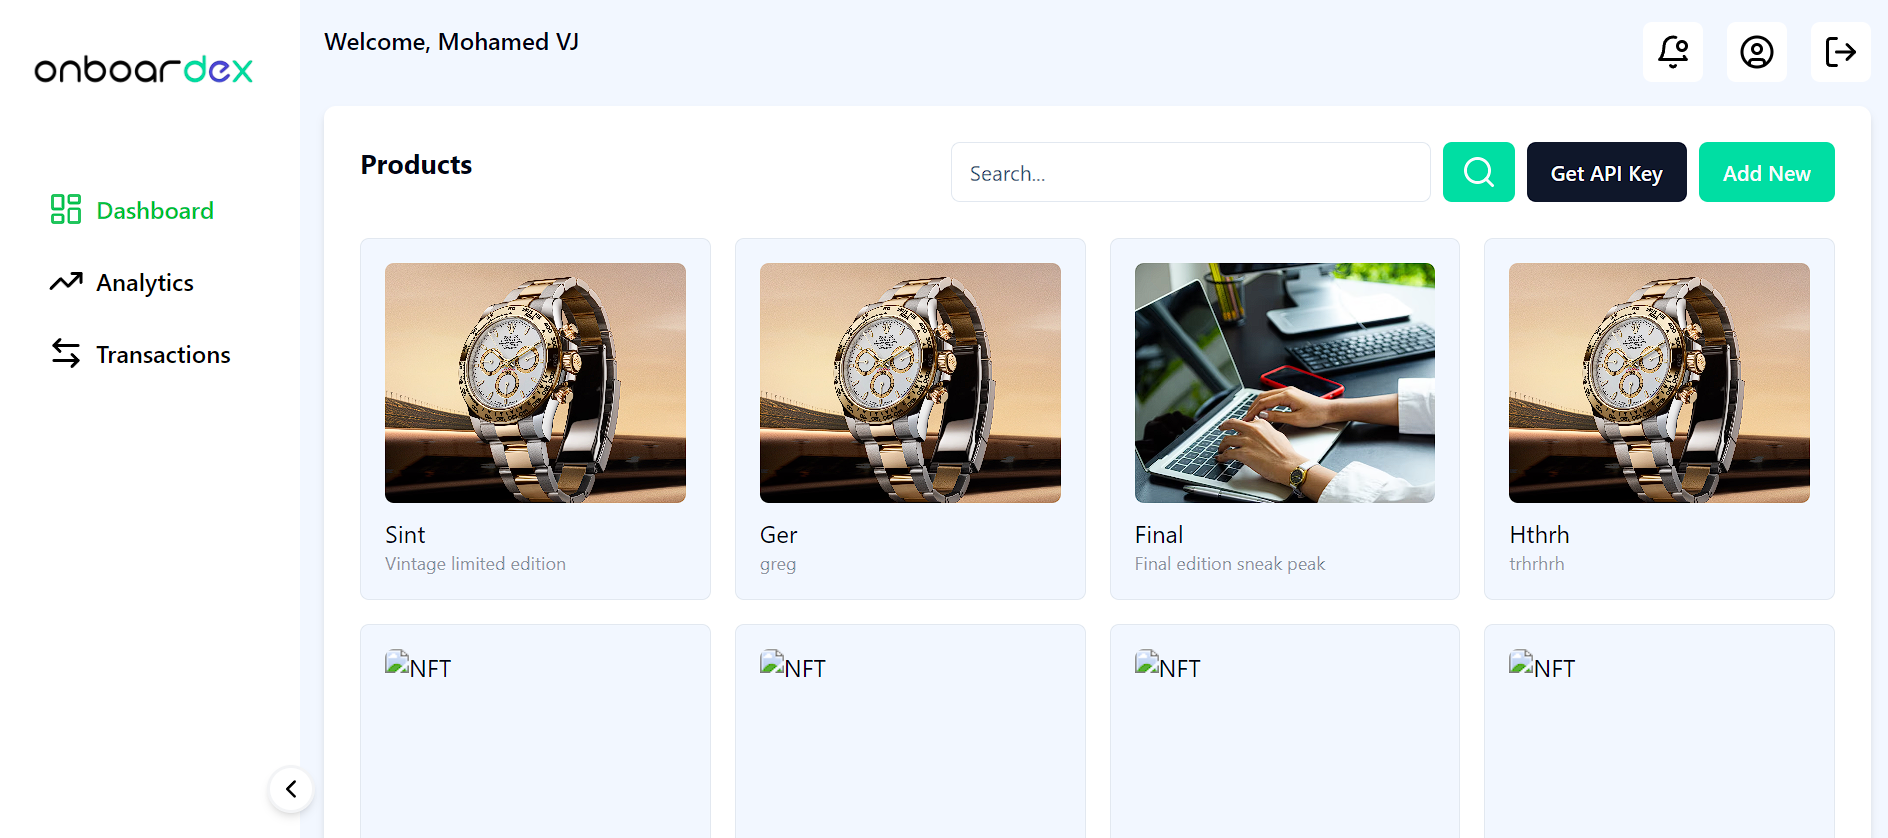 onboardex
Welcome, Mohamed VJ
Dashboard
Analytics
Transactions
Products
Search...
Get API Key
Add New
Sint
Vintage limited edition
Ger
greg
Final
Final edition sneak peak
Hthrh
trhrhrh
NFT
NFT
NFT
NFT